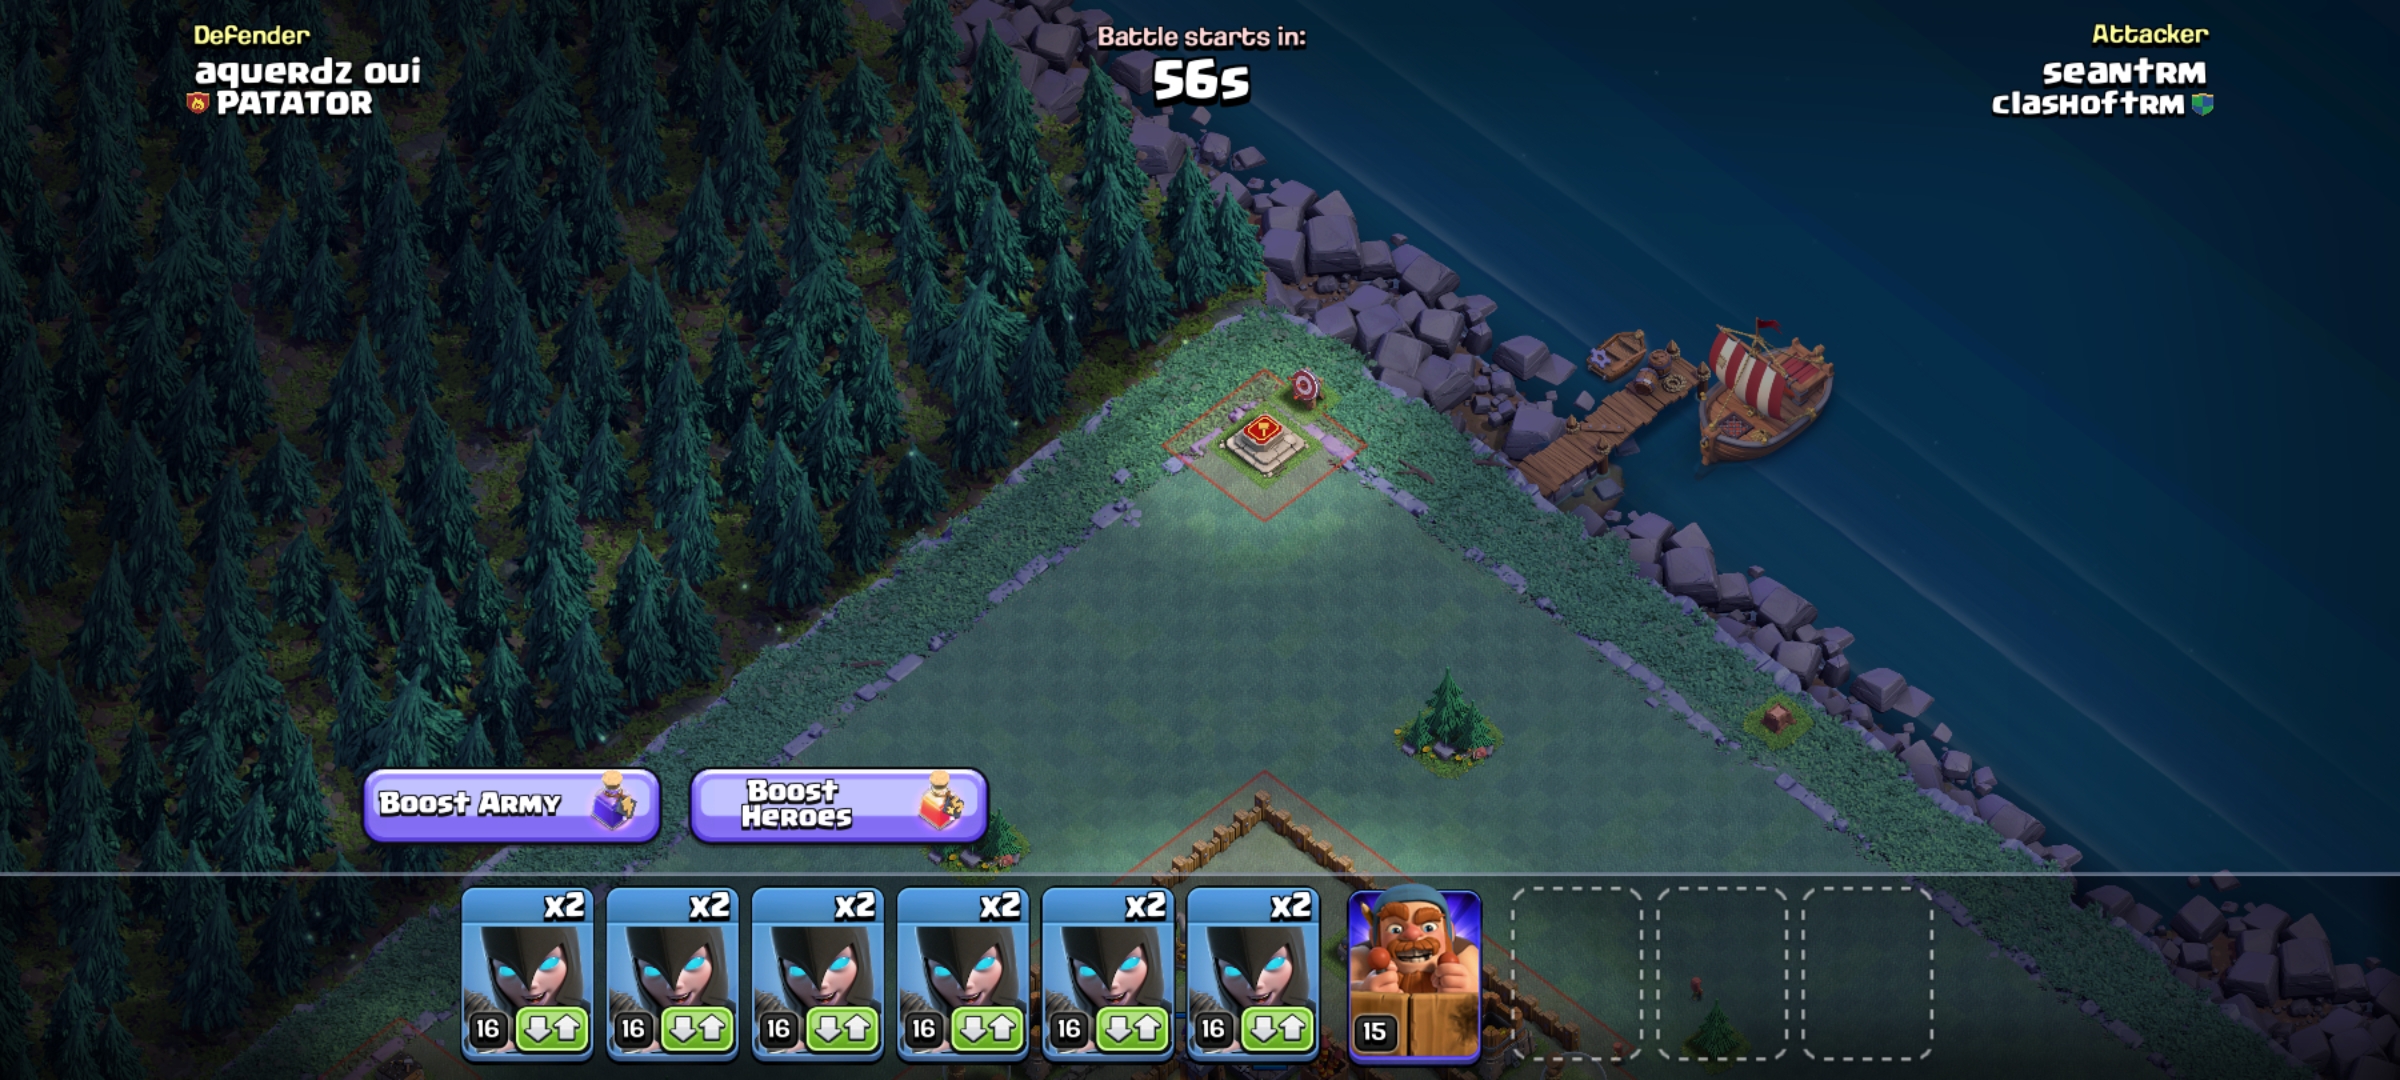 Defender
aquerdz oui
PATATOR
Battle starts in:
56s
Attacker
seantrm
clashoftrm
Boost Army
Boost
Heroes
x2
x2
x2
x2
x2
x2
16
16
16
16
16
16
15